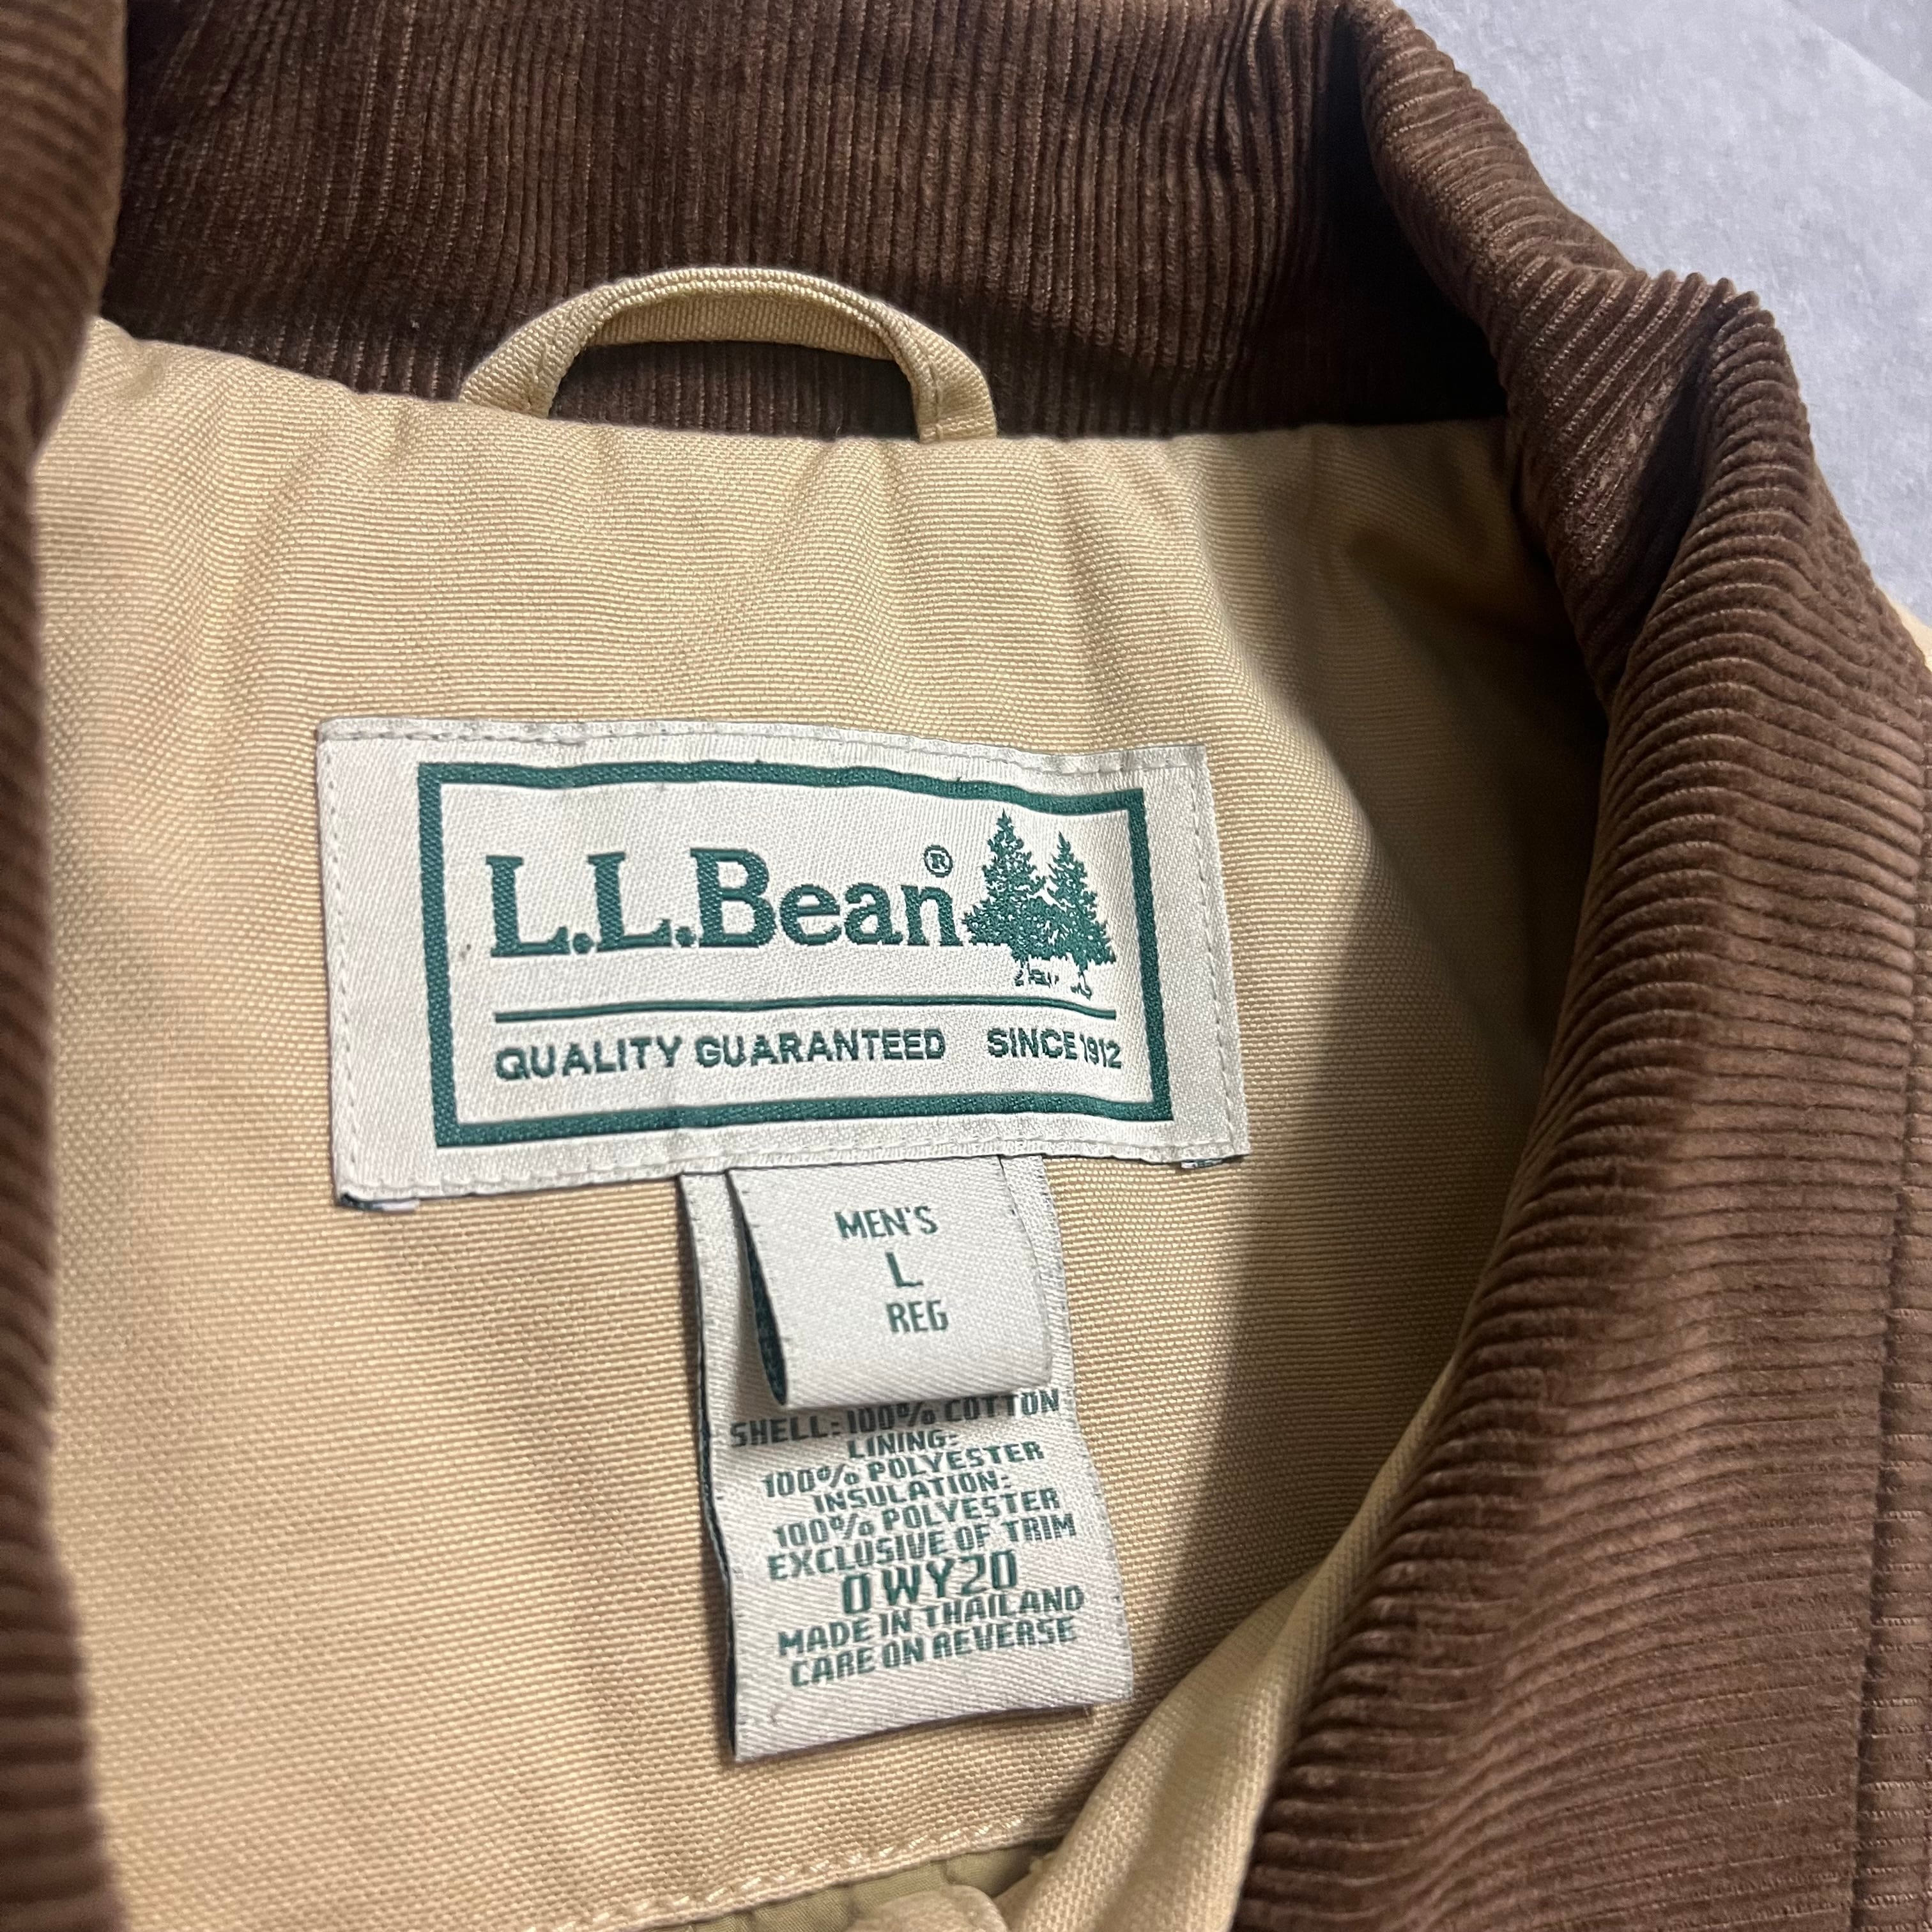 L.L.Bean®
QUALITY GUARANTEED SINCE 1912
MEN'S
L
REG
SHELL: 100% COTTON
LINING:
100% POLYESTER
INSULATION:
100% POLYESTER
EXCLUSIVE OF TRIM
0WY20
MADE IN THAILAND
CARE ON REVERSE